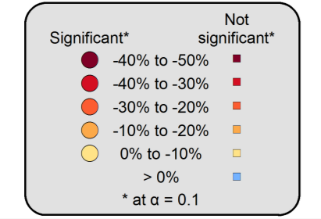 Not
Significant* significant*
-40% to -50%
-40% to -30%
-30% to -20%
-10% to -20%
0% to -10%
> 0%
* at α = 0.1